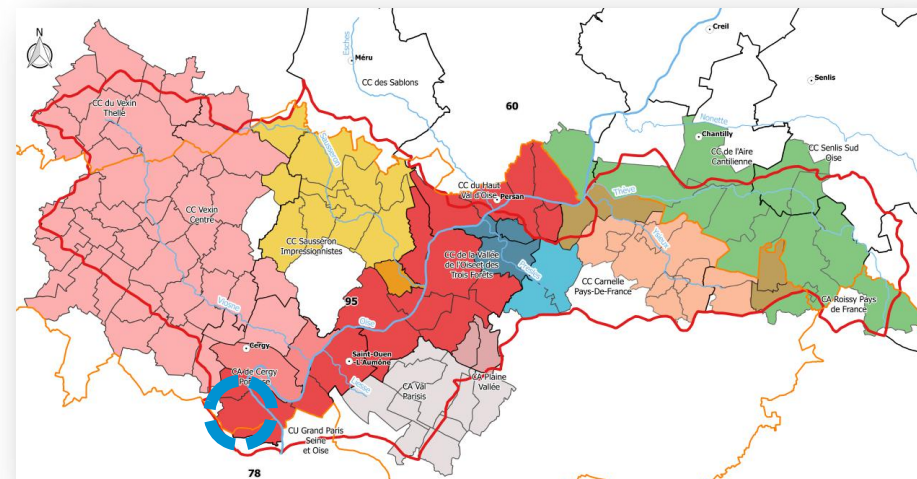 N
Esches
Creil
Méru
CC des Sablons
Senlis
60
CC du Vexin
Thelle
Nonette
Chantilly
CC de l'Aire
Cantilienne
CC Senlis Sud
Oise
Sausseron
CC du Haut
Val d'Oise
Persan
Thève
CC Vexin
Centre
CC Sausseron
Impressionnistes
CC de la Vallée
de l'Oise et des
Trois Forêts
Presles
Ysieux
CC Carnelle
Pays-De-France
CA Roissy Pays
de France
Viosne
95
Oise
Cergy
Saint-Ouen
-L'Aumône
CA de Cergy
CA Val
Parisis
CA Plaine
Vallée
CU Grand Paris
Seine
et Oise
78